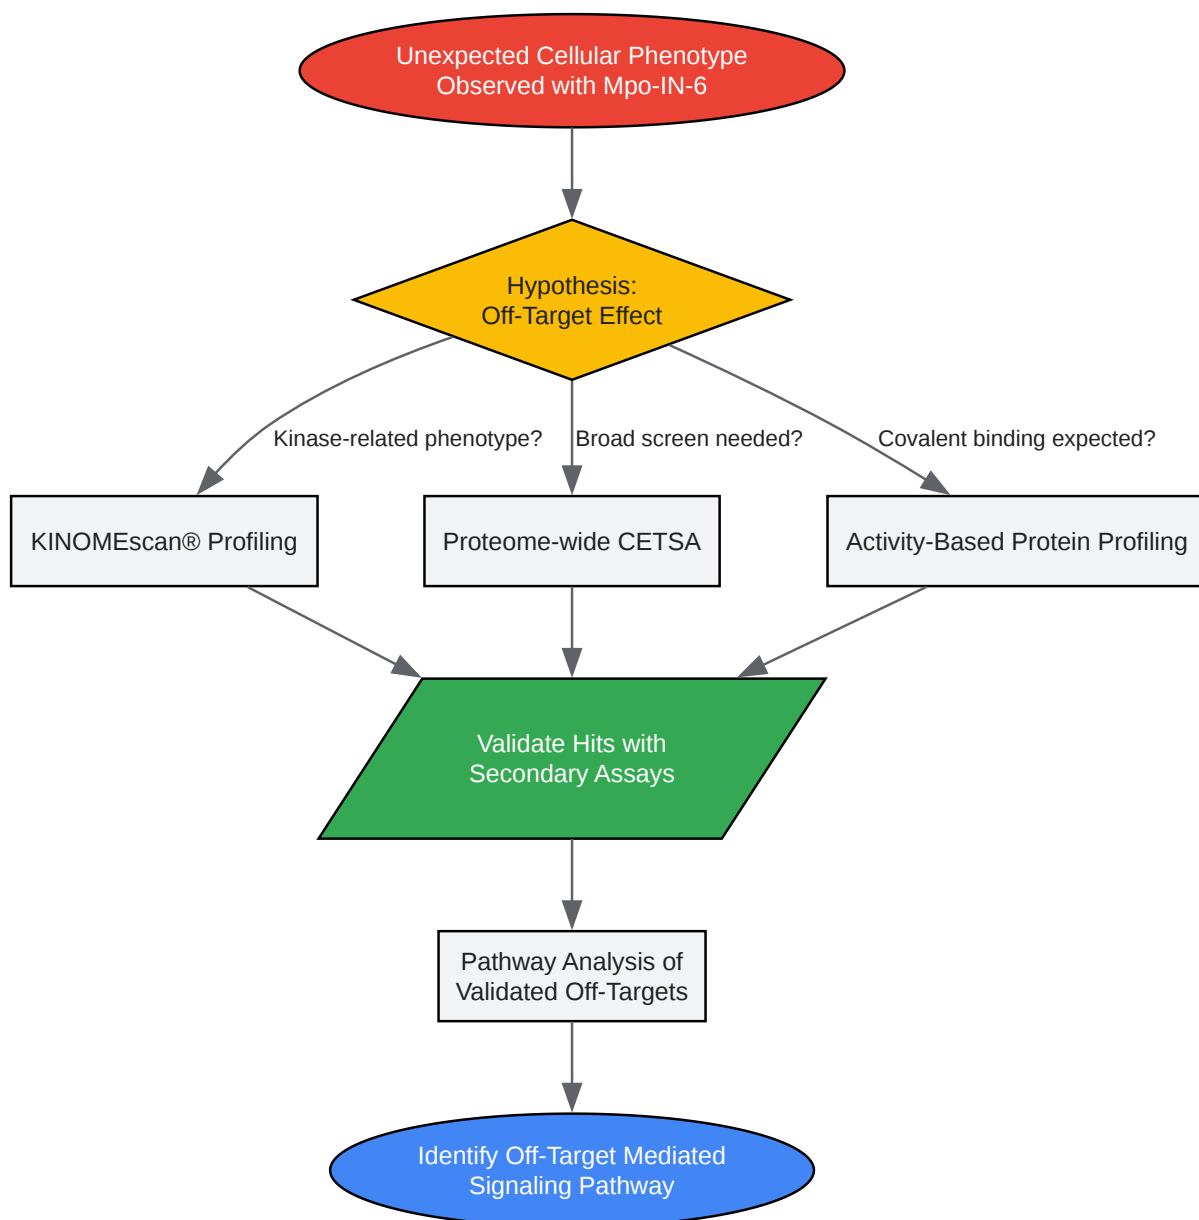 Unexpected Cellular Phenotype
Observed with Mpo-IN-6
Hypothesis:
Off-Target Effect
Kinase-related phenotype?
Broad screen needed?
Covalent binding expected?
KINOMEscan® Profiling
Proteome-wide CETSA
Activity-Based Protein Profiling
Validate Hits with
Secondary Assays
Pathway Analysis of
Validated Off-Targets
Identify Off-Target Mediated
Signaling Pathway